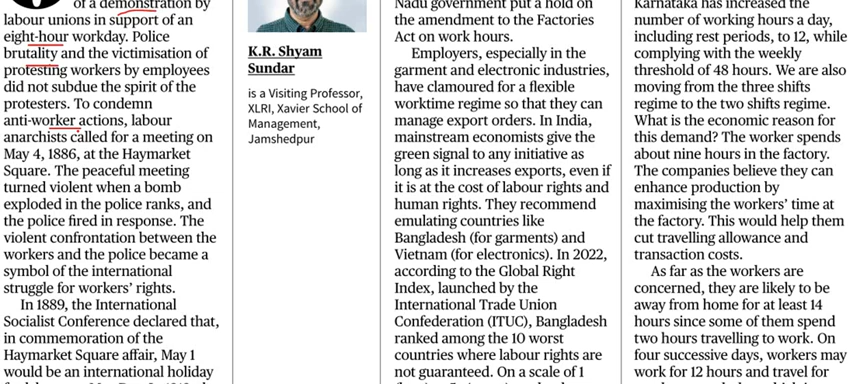 of a demonstration by
labour unions in support of an
eight-hour workday. Police
brutality and the victimisation of
protesting workers by employees
did not subdue the spirit of the
protesters. To condemn
anti-worker actions, labour
anarchists called for a meeting on
May 4, 1886, at the Haymarket
Square. The peaceful meeting
turned violent when a bomb
exploded in the police ranks, and
the police fired in response. The
violent confrontation between the
workers and the police became a
symbol of the international
struggle for workers' rights.
In 1889, the International
Socialist Conference declared that,
in commemoration of the
Haymarket Square affair, May 1
would be an international holiday
K.R. Shyam
Sundar
is a Visiting Professor,
XLRI, Xavier School of
Management,
Jamshedpur
Nadu government put a hold on
the amendment to the Factories
Act on work hours.
Employers, especially in the
garment and electronic industries,
have clamoured for a flexible
worktime regime so that they can
manage export orders. In India,
mainstream economists give the
green signal to any initiative as
long as it increases exports, even if
it is at the cost of labour rights and
human rights. They recommend
emulating countries like
Bangladesh (for garments) and
Vietnam (for electronics). In 2022,
according to the Global Right
Index, launched by the
International Trade Union
Confederation (ITUC), Bangladesh
ranked among the 10 worst
countries where labour rights are
not guaranteed. On a scale of 1
Karnataka has increased the
number of working hours a day,
including rest periods, to 12, while
complying with the weekly
threshold of 48 hours. We are also
moving from the three shifts
regime to the two shifts regime.
What is the economic reason for
this demand? The worker spends
about nine hours in the factory.
The companies believe they can
enhance production by
maximising the workers' time at
the factory. This would help them
cut travelling allowance and
transaction costs.
As far as the workers are
concerned, they are likely to be
away from home for at least 14
hours since some of them spend
two hours travelling to work. On
four successive days, workers may
work for 12 hours and travel for